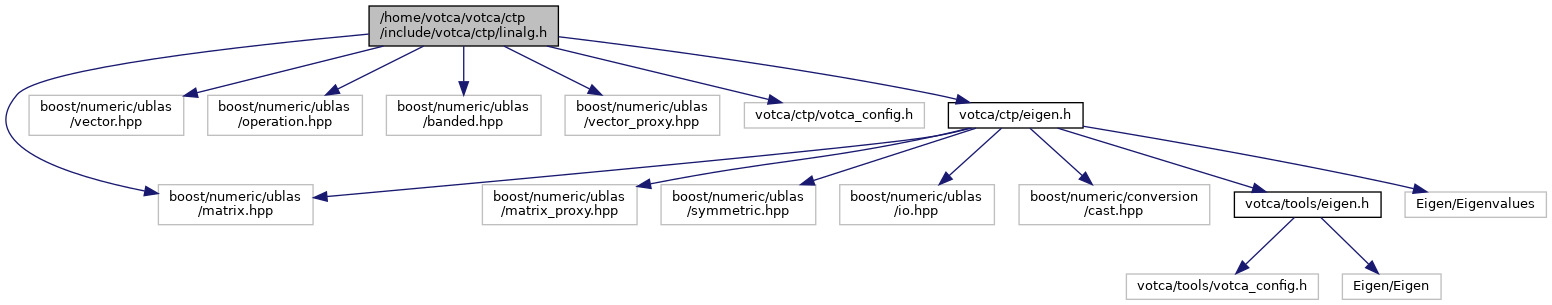 /home/votca/votca/ctp
/include/votca/ctp/linalg.h
boost/numeric/ublas
/vector.hpp
boost/numeric/ublas
/operation.hpp
boost/numeric/ublas
/banded.hpp
boost/numeric/ublas
/vector_proxy.hpp
votca/ctp/votca_config.h
votca/ctp/eigen.h
boost/numeric/ublas
/matrix.hpp
boost/numeric/ublas
/matrix_proxy.hpp
boost/numeric/ublas
/symmetric.hpp
boost/numeric/ublas
/io.hpp
boost/numeric/conversion
/cast.hpp
votca/tools/eigen.h
Eigen/Eigenvalues
votca/tools/votca_config.h
Eigen/Eigen